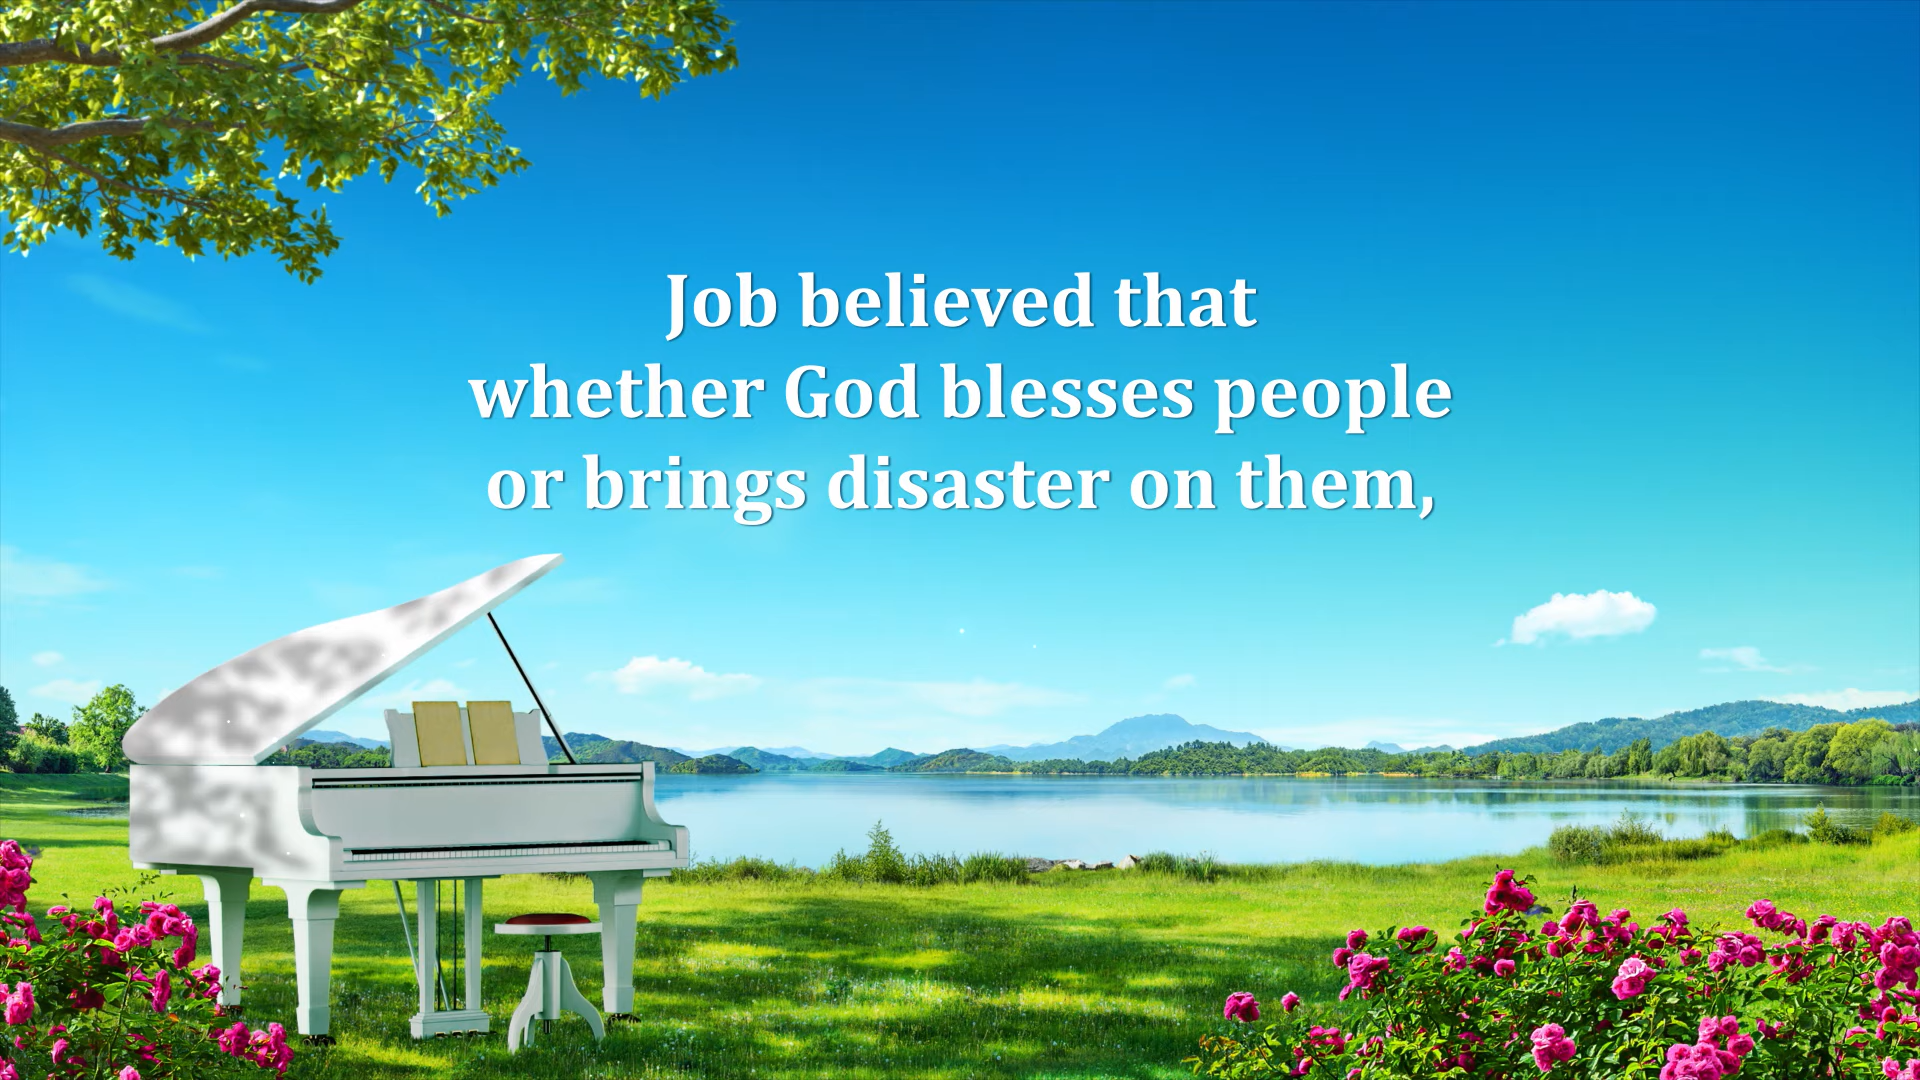 Job believed that
whether God blesses people
or brings disaster on them,